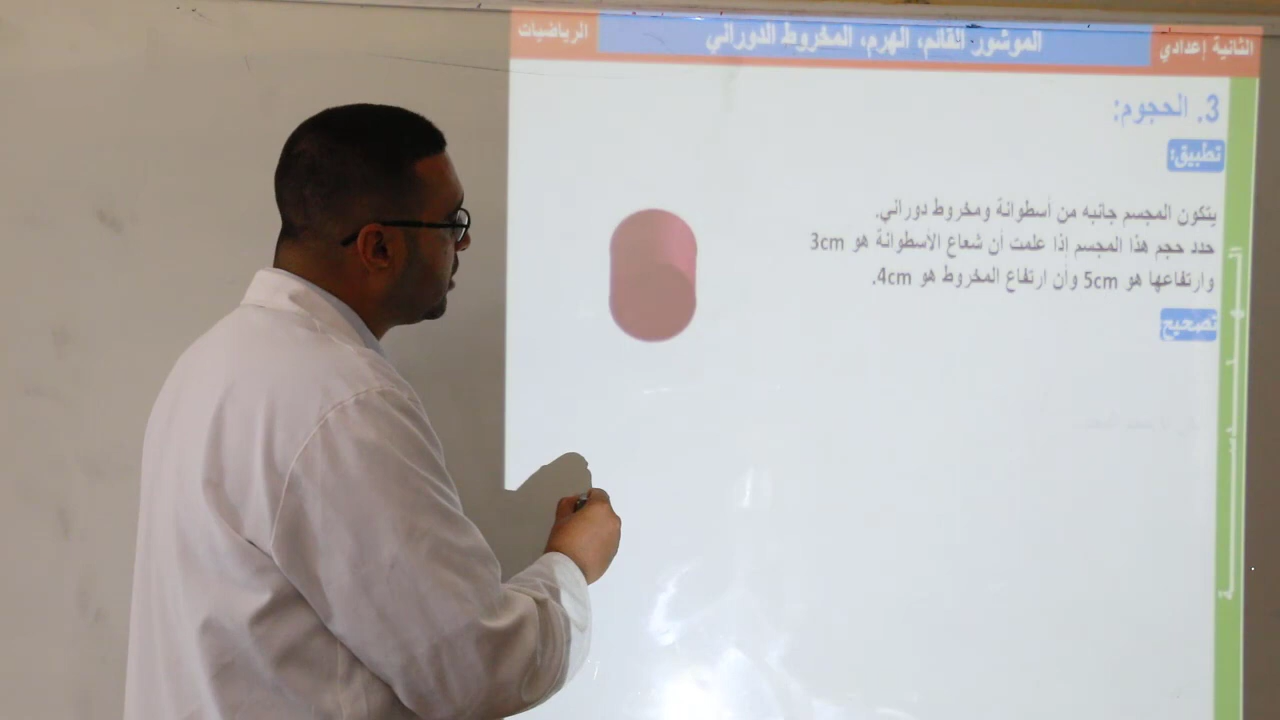 الثانية إعدادي
الموشور القائم، الهرم، المخروط الدوراني
الرياضيات
3. الحجوم:
تطبيق:
يتكون المجسم جانبه من أسطوانة ومخروط دوراني.
حدد حجم هذا المجسم إذا علمت أن شعاع الأسطوانة هو 3cm
وارتفاعها هو 5cm وأن ارتفاع المخروط هو 4cm.
تصحيح: